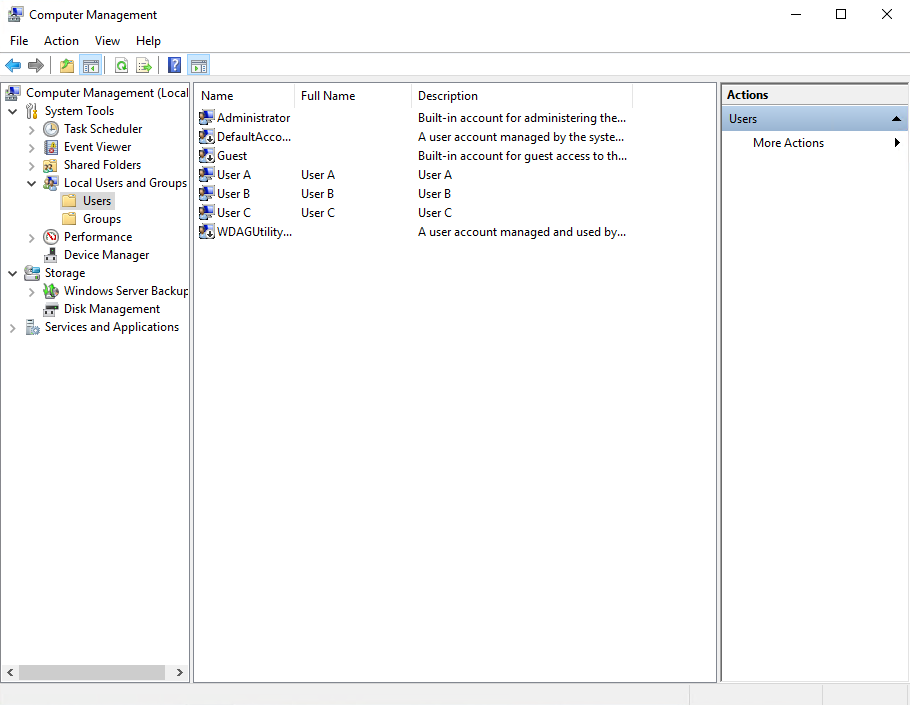 Computer Management
File Action View Help
Computer Management (Local
System Tools
Task Scheduler
Event Viewer
Shared Folders
Local Users and Groups
Users
Groups
Performance
Device Manager
Storage
Windows Server Backup
Disk Management
Services and Applications
Name Full Name Description
Administrator Built-in account for administering the...
DefaultAcco... A user account managed by the syste...
Guest Built-in account for guest access to th...
User A User A User A
User B User B User B
User C User C User C
WDAGUtility... A user account managed and used by...
Actions
Users
More Actions